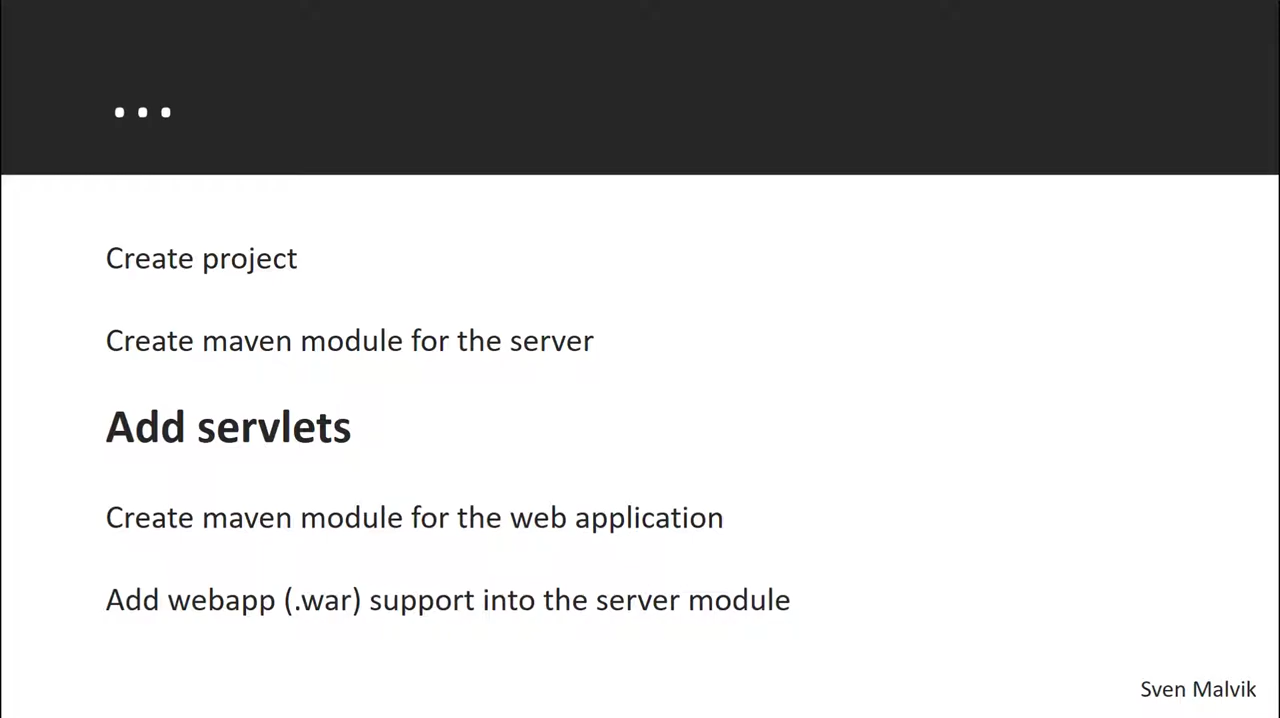 ...
Create project
Create maven module for the server
Add servlets
Create maven module for the web application
Add webapp (.war) support into the server module
Sven Malvik